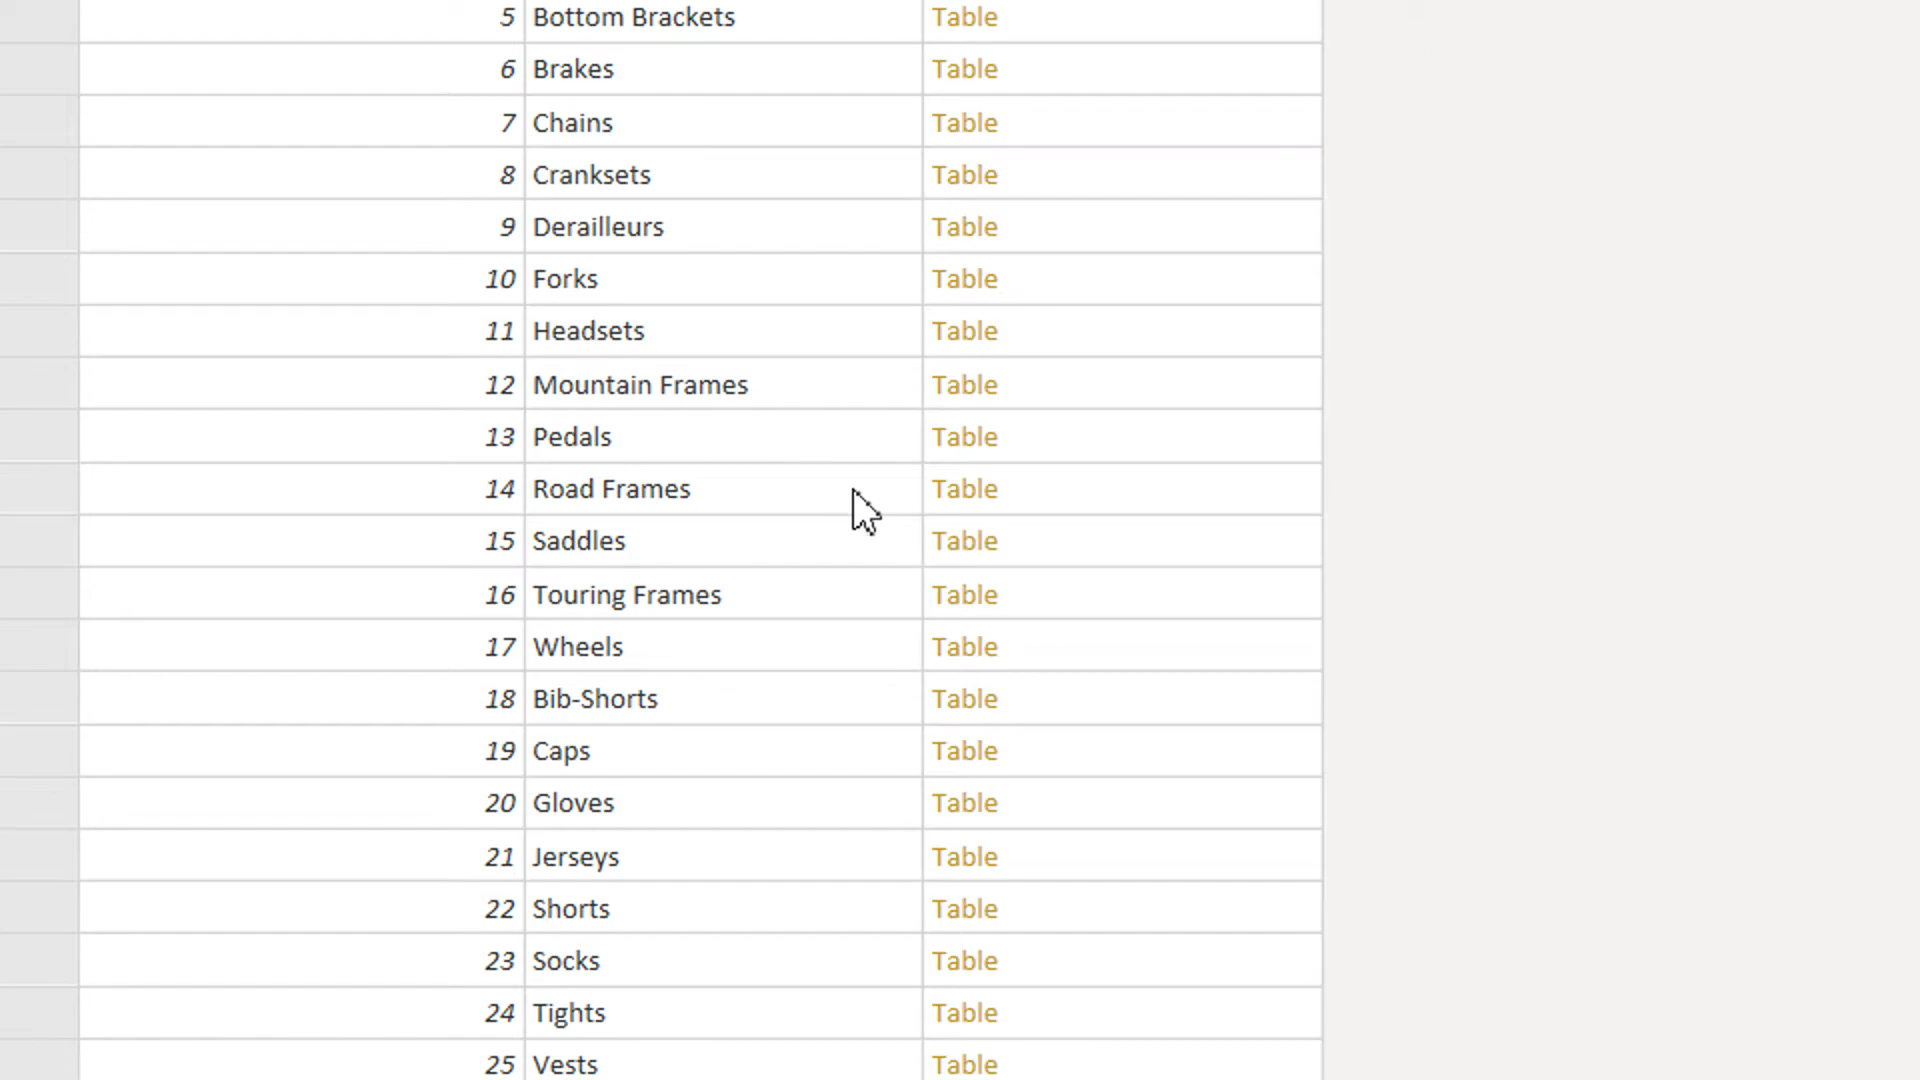 5 Bottom Brackets Table
6 Brakes Table
7 Chains Table
8 Cranksets Table
9 Derailleurs Table
10 Forks Table
11 Headsets Table
12 Mountain Frames Table
13 Pedals Table
14 Road Frames Table
15 Saddles Table
16 Touring Frames Table
17 Wheels Table
18 Bib-Shorts Table
19 Caps Table
20 Gloves Table
21 Jerseys Table
22 Shorts Table
23 Socks Table
24 Tights Table
25 Vests Table